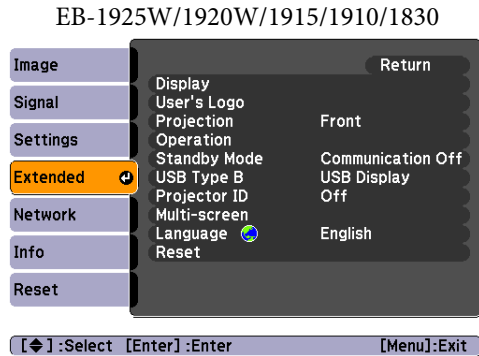 EB-1925W/1920W/1915/1910/1830
Image
Signal
Settings
Extended
Network
Info
Reset
Return
Display
User's Logo
Projection Front
Operation
Standby Mode Communication Off
USB Type B USB Display
Projector ID Off
Multi-screen
Language English
Reset
[◆] :Select [Enter] :Enter [Menu]:Exit